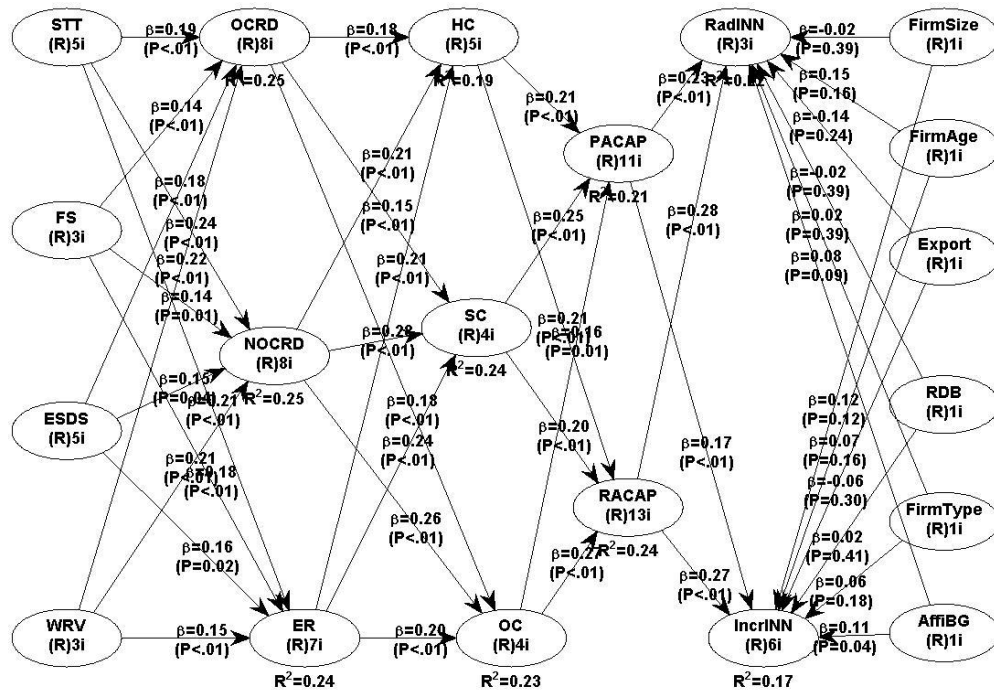 STT
(R)5i
β=0.19
(P<.01)
OCRD
(R)8i
R²=0.25
β=0.18
(P<.01)
HC
(R)5i
R²=0.19
RadINN
(R)3i
β=-0.02
(P=0.39)
FirmSize
(R)1i
β=0.23
(P<.01)
β=0.15
(P=0.16)
β=0.14
(P<.01)
β=0.21
(P<.01)
β=-0.14
(P=0.24)
FirmAge
(R)1i
PACAP
(R)11i
R²=0.21
β=0.21
(P<.01)
β=-0.02
(P=0.39)
β=0.18
(P<.01)
β=0.15
(P<.01)
FS
(R)3i
β=0.24
(P<.01)
β=0.25
(P<.01)
β=0.28
(P<.01)
β=0.02
(P=0.39)
Export
(R)1i
β=0.22
(P<.01)
β=0.21
(P<.01)
β=0.08
(P=0.09)
β=0.14
(P=0.01)
SC
(R)4i
R²=0.24
β=0.21
(P<.01)
β=0.16
(P=0.01)
NOCRD
(R)8i
R²=0.25
β=0.28
(P<.01)
β=0.15
(P=0.04)
β=0.12
(P=0.12)
RDB
(R)1i
ESDS
(R)5i
β=0.21
(P<.01)
β=0.18
(P<.01)
β=0.20
(P<.01)
β=0.24
(P<.01)
β=0.17
(P<.01)
β=0.07
(P=0.16)
β=0.21
(P<.01)
β=0.18
(P<.01)
β=-0.06
(P=0.30)
RACAP
(R)13i
R²=0.24
FirmType
(R)1i
β=0.26
(P<.01)
β=0.02
(P=0.41)
β=0.16
(P=0.02)
β=0.27
(P<.01)
β=0.27
(P<.01)
β=0.06
(P=0.18)
WRV
(R)3i
β=0.15
(P<.01)
ER
(R)7i
R²=0.24
β=0.20
(P<.01)
OC
(R)4i
R²=0.23
IncrINN
(R)6i
R²=0.17
β=0.11
(P=0.04)
AffiBG
(R)1i